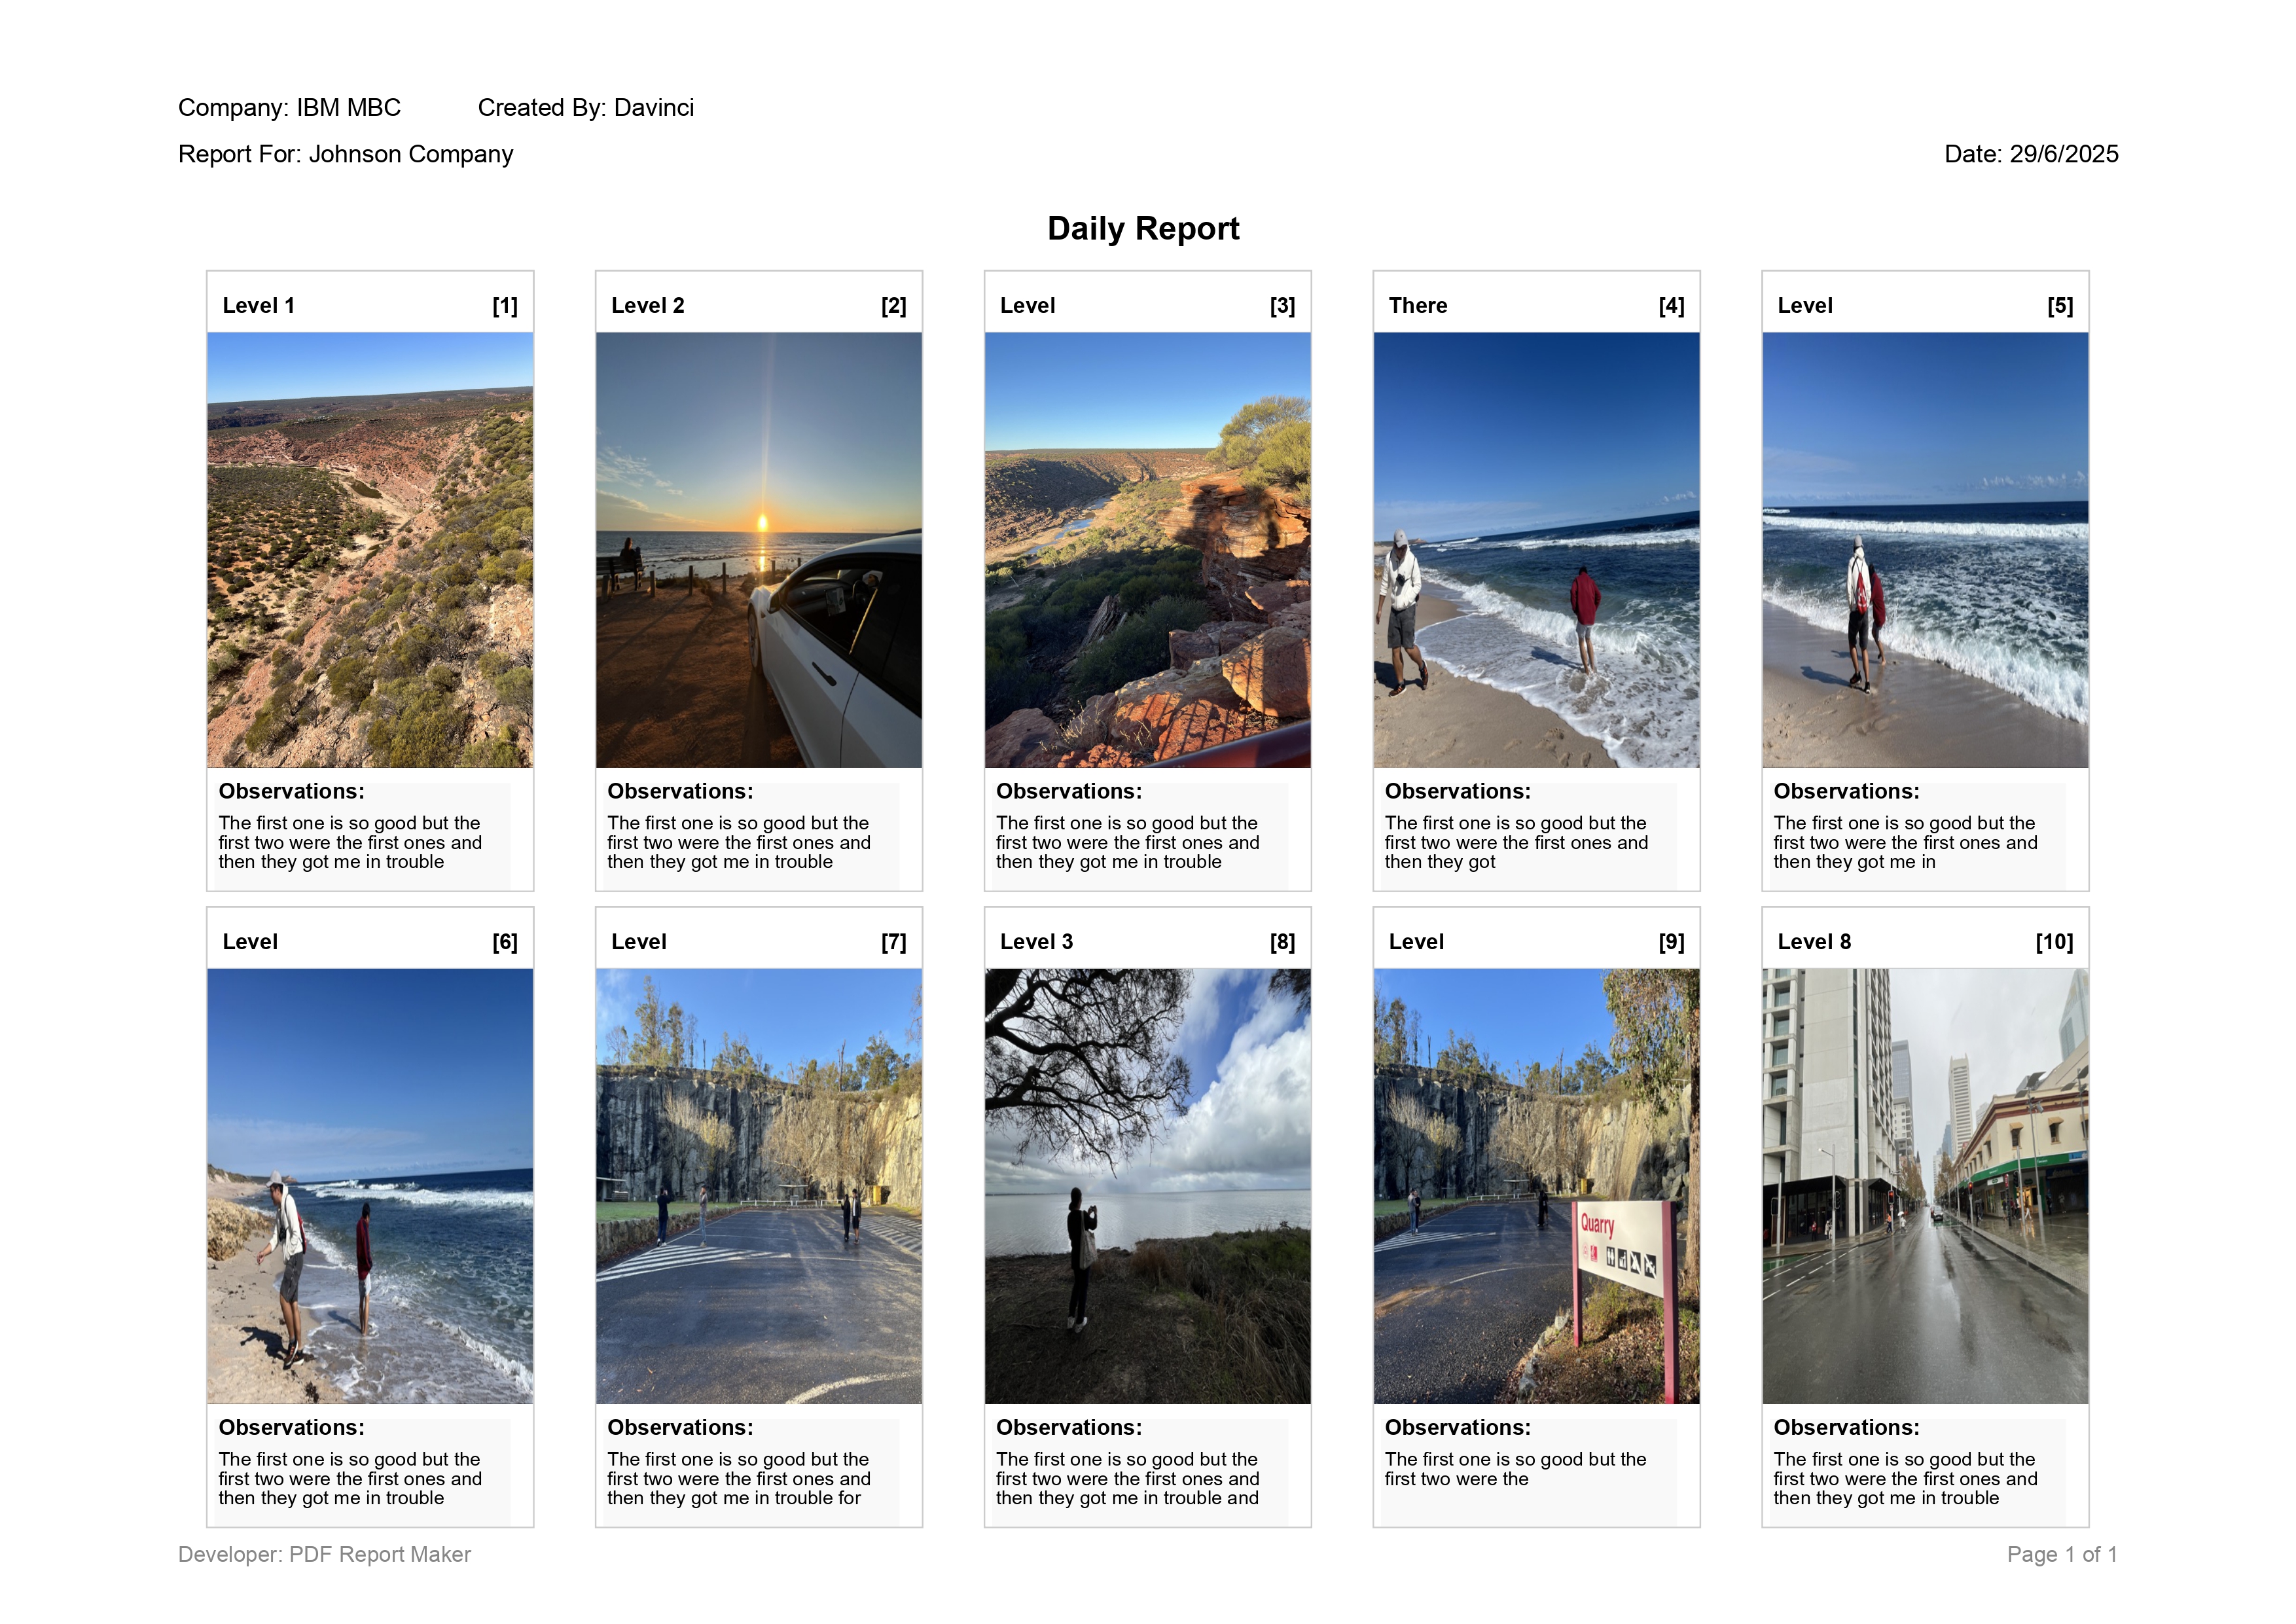 Company: IBM MBC Created By: Davinci
Report For: Johnson Company
Date: 29/6/2025
Daily Report
Level 1 [1]
Observations:
The first one is so good but the
first two were the first ones and
then they got me in trouble
Level 2 [2]
Observations:
The first one is so good but the
first two were the first ones and
then they got me in trouble
Level [3]
Observations:
The first one is so good but the
first two were the first ones and
then they got me in trouble
There [4]
Observations:
The first one is so good but the
first two were the first ones and
then they got
Level [5]
Observations:
The first one is so good but the
first two were the first ones and
then they got me in
Level [6]
Observations:
The first one is so good but the
first two were the first ones and
then they got me in trouble
Level [7]
Observations:
The first one is so good but the
first two were the first ones and
then they got me in trouble for
Level 3 [8]
Observations:
The first one is so good but the
first two were the first ones and
then they got me in trouble and
Level [9]
Quarry
Observations:
The first one is so good but the
first two were the
Level 8 [10]
Observations:
The first one is so good but the
first two were the first ones and
then they got me in trouble
Developer: PDF Report Maker
Page 1 of 1